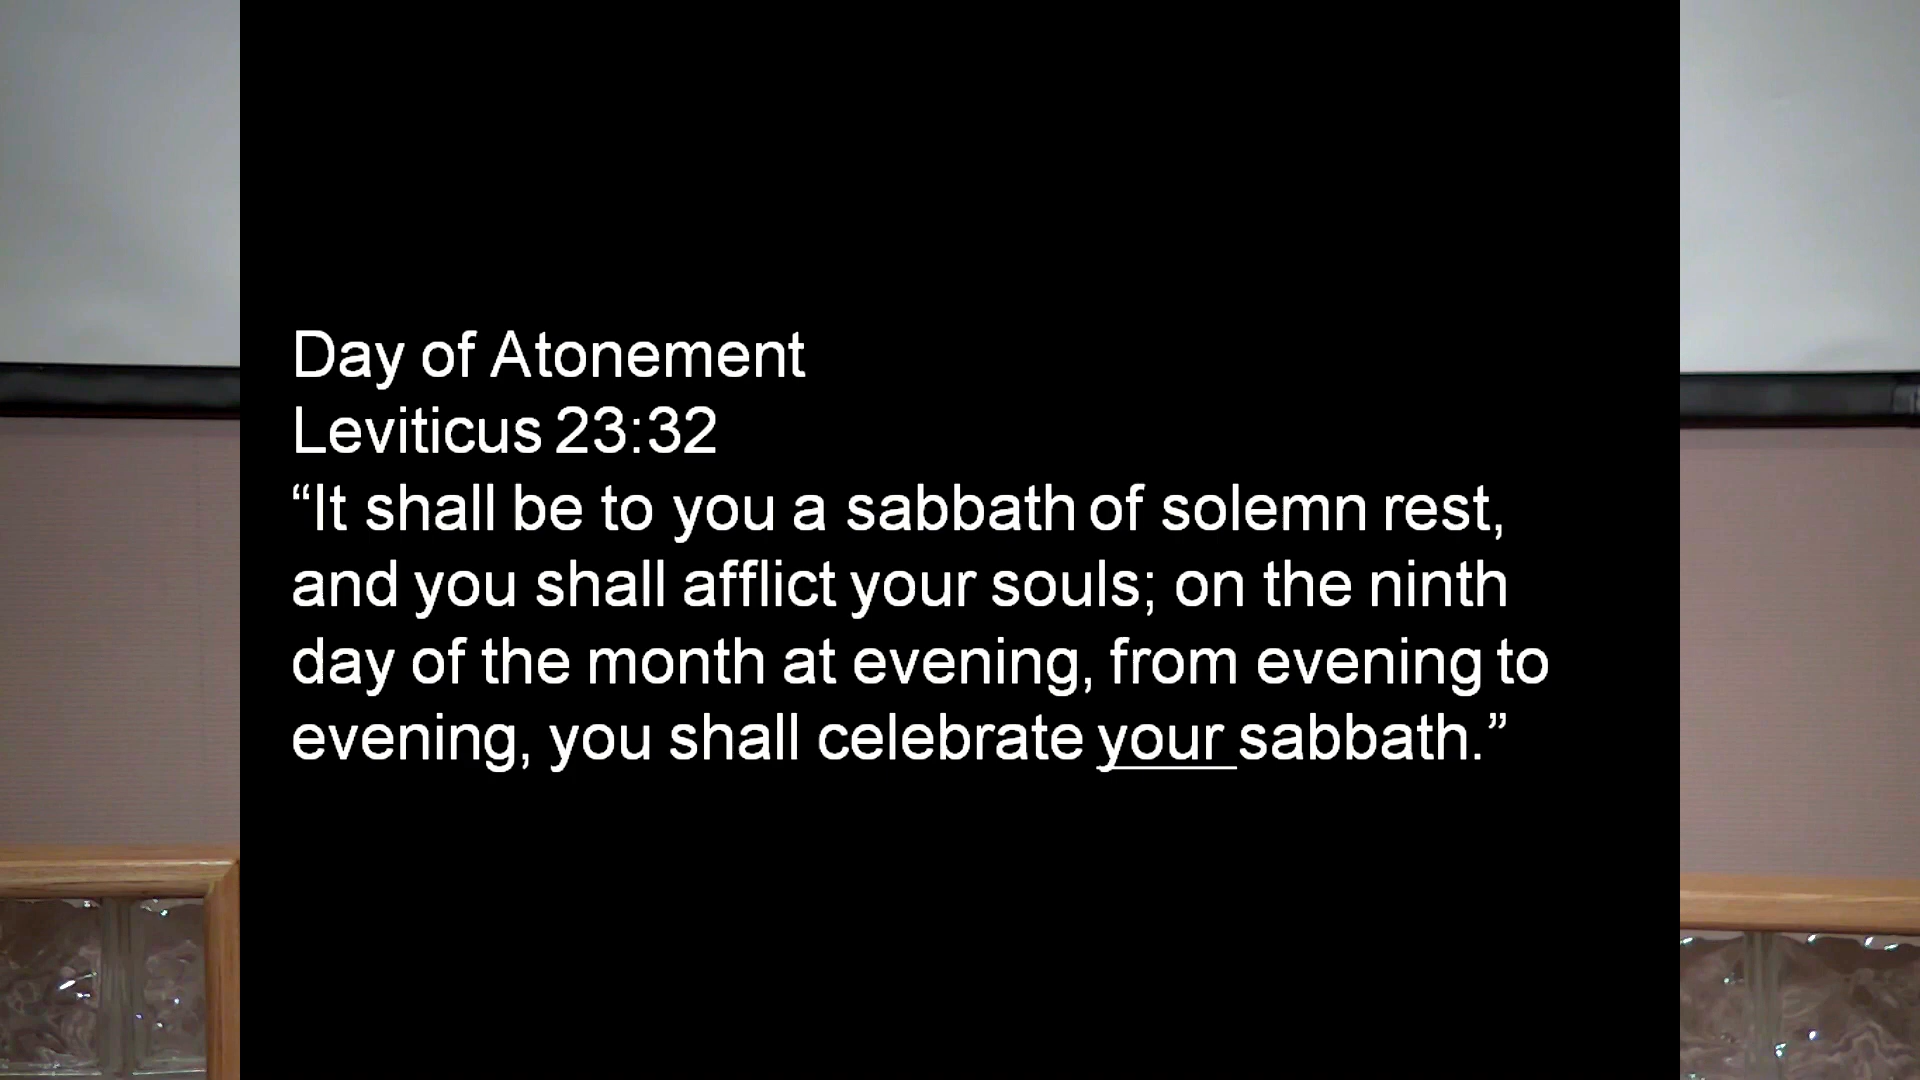 Day of Atonement
Leviticus 23:32
“It shall be to you a sabbath of solemn rest,
and you shall afflict your souls; on the ninth
day of the month at evening, from evening to
evening, you shall celebrate your sabbath.”